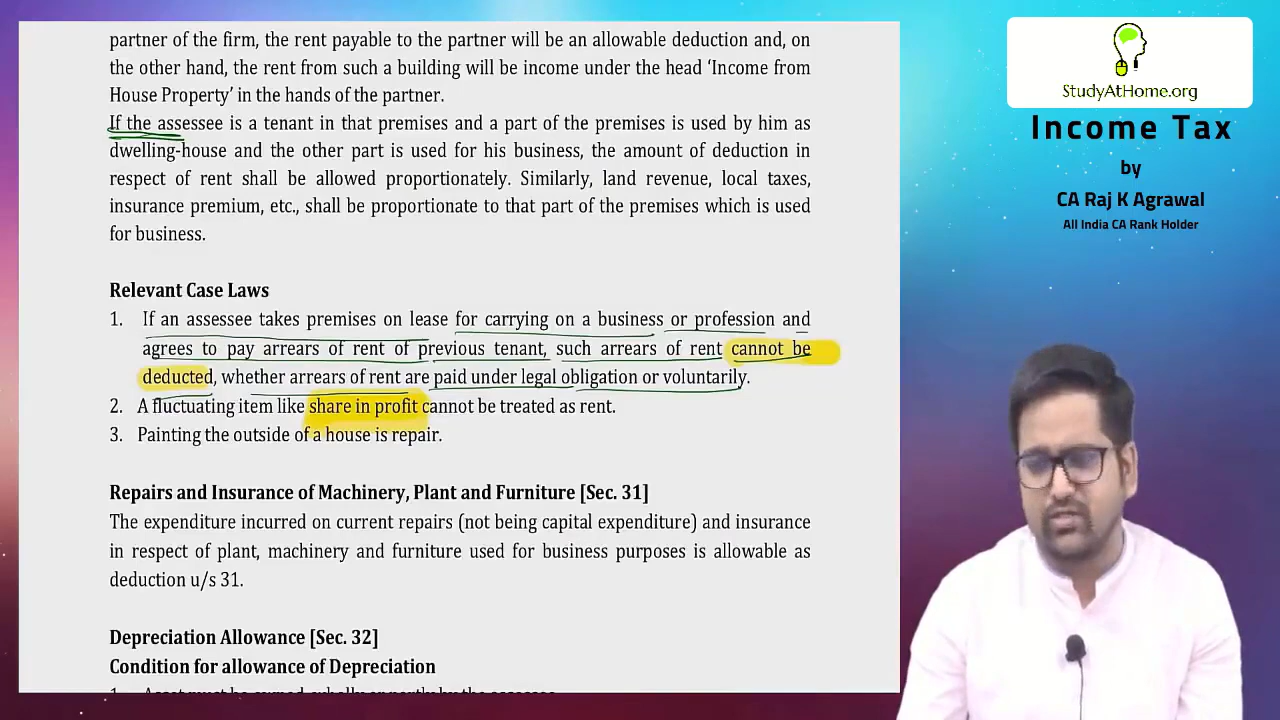 partner of the firm, the rent payable to the partner will be an allowable deduction and, on
the other hand, the rent from such a building will be income under the head ‘Income from
House Property’ in the hands of the partner.
If the assessee is a tenant in that premises and a part of the premises is used by him as
dwelling-house and the other part is used for his business, the amount of deduction in
respect of rent shall be allowed proportionately. Similarly, land revenue, local taxes,
insurance premium, etc., shall be proportionate to that part of the premises which is used
for business.
Relevant Case Laws
1. If an assessee takes premises on lease for carrying on a business or profession and
agrees to pay arrears of rent of previous tenant, such arrears of rent cannot be
deducted, whether arrears of rent are paid under legal obligation or voluntarily.
2. A fluctuating item like share in profit cannot be treated as rent.
3. Painting the outside of a house is repair.
Repairs and Insurance of Machinery, Plant and Furniture [Sec. 31]
The expenditure incurred on current repairs (not being capital expenditure) and insurance
in respect of plant, machinery and furniture used for business purposes is allowable as
deduction u/s 31.
Depreciation Allowance [Sec. 32]
Condition for allowance of Depreciation
StudyAtHome.org
Income Tax
by
CA Raj K Agrawal
All India CA Rank Holder